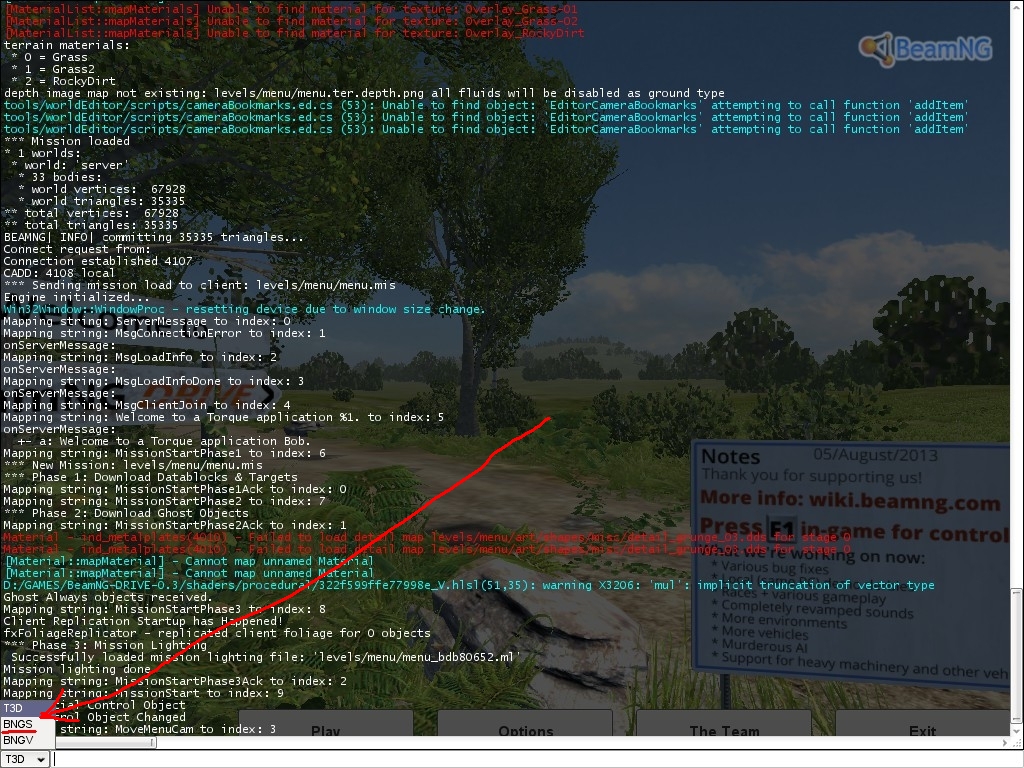 [MaterialList::mapMaterials] Unable to find material for texture: Overlay_Grass-01
[MaterialList::mapMaterials] Unable to find material for texture: Overlay_Grass-02
[MaterialList::mapMaterials] Unable to find material for texture: Overlay_RockyDirt
terrain materials:
* 0 = Grass
* 1 = Grass2
* 2 = RockyDirt
depth image map not existing: levels/menu/menu.ter.depth.png all fluids will be disabled as ground type
tools/worldEditor/scripts/cameraBookmarks.ed.cs (53): Unable to find object: 'EditorCameraBookmarks' attempting to call function 'addItem'
tools/worldEditor/scripts/cameraBookmarks.ed.cs (53): Unable to find object: 'EditorCameraBookmarks' attempting to call function 'addItem'
tools/worldEditor/scripts/cameraBookmarks.ed.cs (53): Unable to find object: 'EditorCameraBookmarks' attempting to call function 'addItem'
*** Mission loaded
* 1 worlds:
* world: 'server'
* 33 bodies:
* world vertices: 67928
* world triangles: 35335
** total vertices: 67928
** total triangles: 35335
BEAMNG| INFO| committing 35335 triangles...
Connect request from:
Connection established 4107
CADD: 4108 local
*** Sending mission load to client: levels/menu/menu.mis
Engine initialized...
Win32Window::WindowProc - resetting device due to window size change.
Mapping string: ServerMessage to index: 0
Mapping string: MsgConnectionError to index: 1
onServerMessage:
Mapping string: MsgLoadInfo to index: 2
onServerMessage:
Mapping string: MsgLoadInfoDone to index: 3
onServerMessage:
Mapping string: MsgClientJoin to index: 4
Mapping string: Welcome to a Torque application %1. to index: 5
onServerMessage:
+- a: Welcome to a Torque application Bob.
Mapping string: MissionStartPhase1 to index: 6
*** New Mission: levels/menu/menu.mis
*** Phase 1: Download Datablocks & Targets
Mapping string: MissionStartPhase1Ack to index: 0
Mapping string: MissionStartPhase2 to index: 7
*** Phase 2: Download Ghost Objects
Mapping string: MissionStartPhase2Ack to index: 1
Material - ind_metalplates(4010) - Failed to load detail map levels/menu/art/shapes/misc/detail_grunge_03.dds for stage 0
Material - ind_metalplates(4010) - Failed to load detail map levels/menu/art/shapes/misc/detail_grunge_03.dds for stage 0
[Material::mapMaterial] - Cannot map unnamed Material
[Material::mapMaterial] - Cannot map unnamed Material
D:/GAMES/BeamNG-DRIVE-0.3/shaders/procedural/322f599ffe77998e_V.hlsl(51,35): warning X3206: 'mul': implicit truncation of vector type
Ghost Always objects received.
Mapping string: MissionStartPhase3 to index: 8
Client Replication Startup has Happened!
fxFoliageReplicator - replicated client foliage for 0 objects
*** Phase 3: Mission Lighting
Successfully loaded mission lighting file: 'levels/menu/menu_bdb80652.ml'
Mission lighting done
Mapping string: MissionStartPhase3Ack to index: 2
Mapping string: MissionStart to index: 9
Control Object
Control Object Changed
string: MoveMenuCam to index: 3
T3D
BNGS
BNGV
T3D
BeamNG
DRIVE
Notes 05/August/2013
Thank you for supporting us!
More info: wiki.beamng.com
Press F1 in-game for control
we're working on now:
* Various bug fixes
* Races + various gameplay
* Completely revamped sounds
* More environments
* More vehicles
* Murderous AI
* Support for heavy machinery and other veh
Play
Options
The Team
Exit